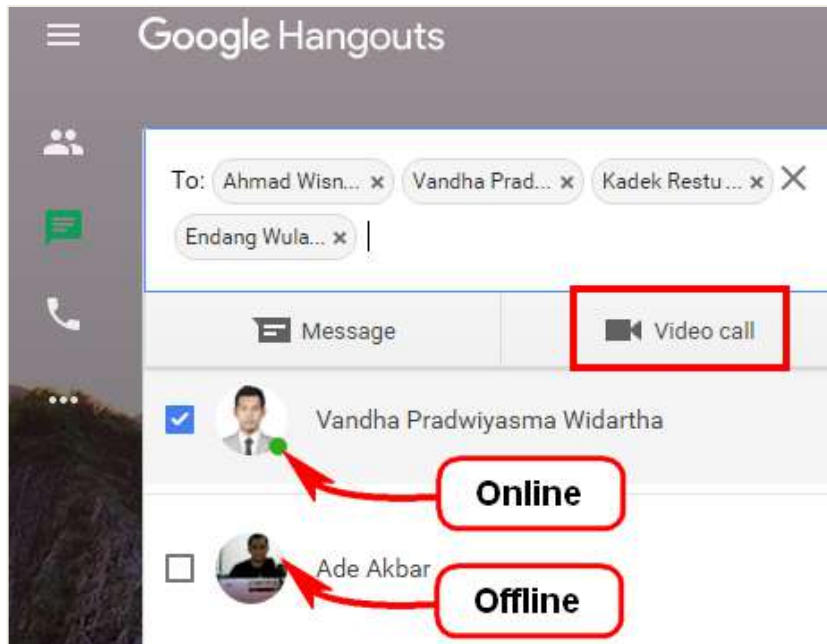 Google Hangouts
To: Ahmad Wisn... × Vandha Prad... × Kadek Restu ... × ×
Endang Wula... ×
Message Video call
Vandha Pradwiyasma Widartha
Online
Ade Akbar
Offline